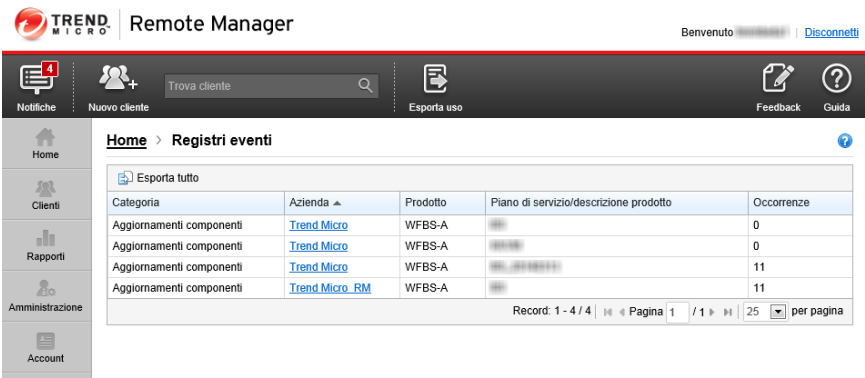 TREND MICRO Remote Manager
Benvenuto | Disconnetti
4
Notifiche Nuovo cliente Trova cliente Esporta uso Feedback Guida
Home
Clienti
Rapporti
Amministrazione
Account
Home > Registri eventi
Esporta tutto
Categoria Azienda Prodotto Piano di servizio/descrizione prodotto Occorrenze
Aggiornamenti componenti Trend Micro WFBS-A 0
Aggiornamenti componenti Trend Micro WFBS-A 0
Aggiornamenti componenti Trend Micro WFBS-A 11
Aggiornamenti componenti Trend Micro_RM WFBS-A 11
Record: 1 - 4 / 4 Pagina 1 / 1 25 per pagina